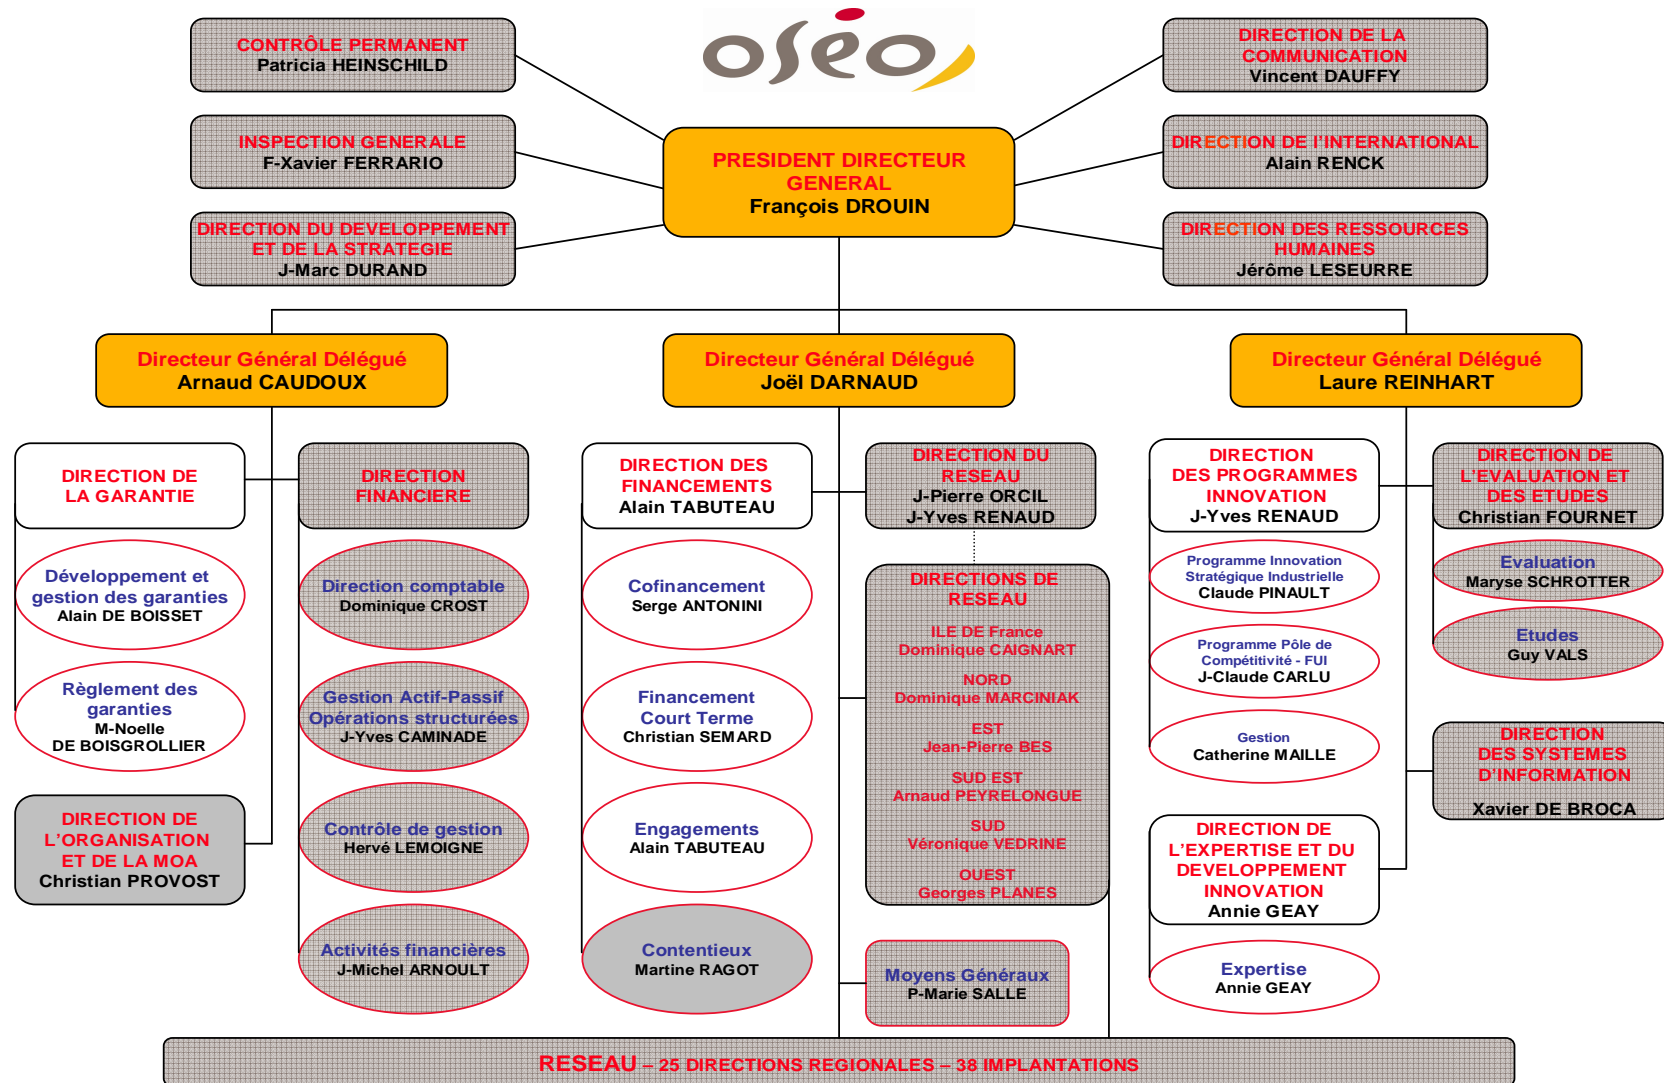 oséo
CONTRÔLE PERMANENT
Patricia HEINSCHILD
INSPECTION GENERALE
F-Xavier FERRARIO
DIRECTION DU DEVELOPPEMENT
ET DE LA STRATEGIE
J-Marc DURAND
PRESIDENT DIRECTEUR
GENERAL
François DROUIN
DIRECTION DE LA
COMMUNICATION
Vincent DAUFFY
DIRECTION DE l'INTERNATIONAL
Alain RENCK
DIRECTION DES RESSOURCES
HUMAINES
Jérôme LESEURRE
Directeur Général Délégué
Arnaud CAUDOUX
Directeur Général Délégué
Joël DARNAUD
Directeur Général Délégué
Laure REINHART
DIRECTION DE
LA GARANTIE
Développement et
gestion des garanties
Alain DE BOISSET
Règlement des
garanties
M-Noelle
DE BOISGROLLIER
DIRECTION DE
L'ORGANISATION
ET DE LA MOA
Christian PROVOST
DIRECTION
FINANCIERE
Direction comptable
Dominique CROST
Gestion Actif-Passif
Opérations structurées
J-Yves CAMINADE
Contrôle de gestion
Hervé LEMOIGNE
Activités financières
J-Michel ARNOULT
DIRECTION DES
FINANCEMENTS
Alain TABUTEAU
Cofinancement
Serge ANTONINI
Financement
Court Terme
Christian SEMARD
Engagements
Alain TABUTEAU
Contentieux
Martine RAGOT
DIRECTION DU
RESEAU
J-Pierre ORCIL
J-Yves RENAUD
DIRECTIONS DE
RESEAU
ILE DE France
Dominique CAIGNART
NORD
Dominique MARCINIAK
EST
Jean-Pierre BES
SUD EST
Arnaud PEYRELONGUE
SUD
Véronique VEDRINE
OUEST
Georges PLANES
Moyens Généraux
P-Marie SALLE
DIRECTION
DES PROGRAMMES
INNOVATION
J-Yves RENAUD
Programme Innovation
Stratégique Industrielle
Claude PINAULT
Programme Pôle de
Compétitivité - FUI
J-Claude CARLU
Gestion
Catherine MAILLE
DIRECTION DE
L'EXPERTISE ET DU
DEVELOPPEMENT
INNOVATION
Annie GEAY
Expertise
Annie GEAY
DIRECTION DE
L'EVALUATION ET
DES ETUDES
Christian FOURNET
Evaluation
Maryse SCHROTTER
Etudes
Guy VALS
DIRECTION
DES SYSTEMES
D'INFORMATION
Xavier DE BROCA
RESEAU – 25 DIRECTIONS REGIONALES – 38 IMPLANTATIONS